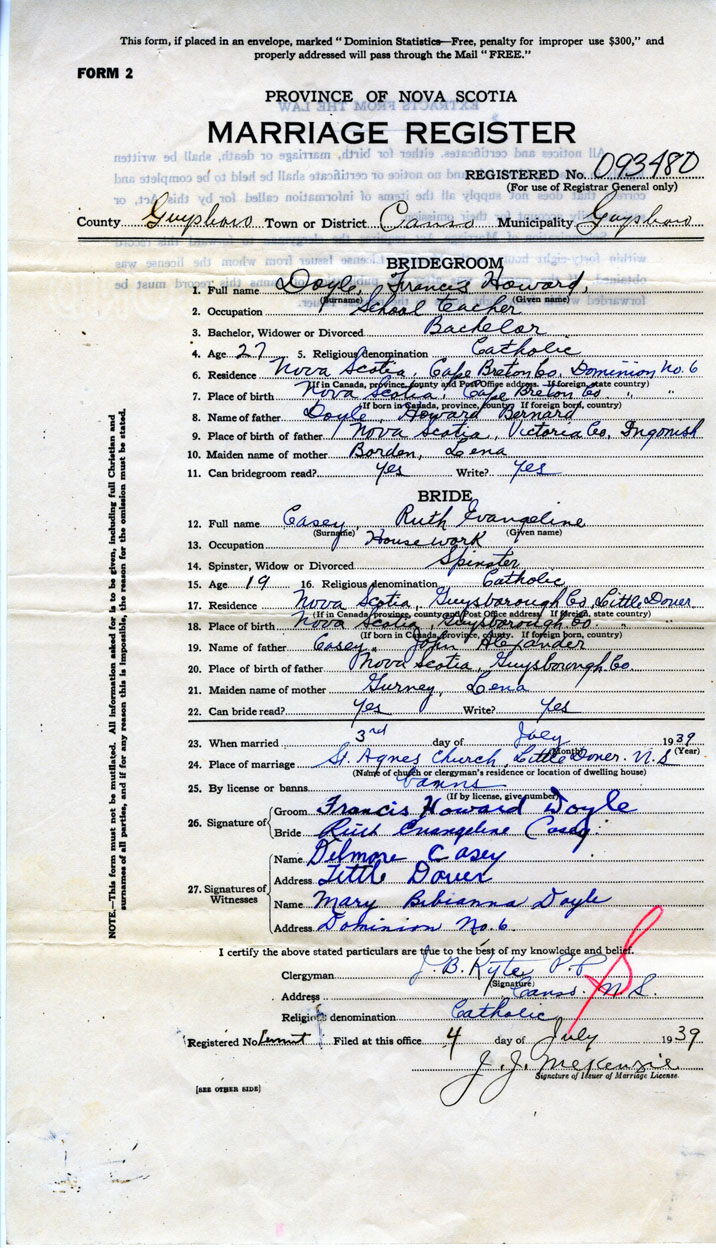 This form, if placed in an envelope, marked "Dominion Statistics—Free, penalty for improper use $300," and
properly addressed will pass through the Mail "FREE."
FORM 2
PROVINCE OF NOVA SCOTIA
MARRIAGE REGISTER
REGISTERED No. 093480
(For use of Registrar General only)
County Guysboro Town or District Canso Municipality Guysboro
BRIDEGROOM
1. Full name Doyle, Francis Howard,
(Surname) (Given name)
2. Occupation School teacher
3. Bachelor, Widower or Divorced Bachelor
4. Age 27 5. Religious denomination Catholic
6. Residence Nova Scotia, Cape Breton Co. Dominion No. 6
(If in Canada, province, county and Post Office address. If foreign, state country)
7. Place of birth Nova Scotia, Cape Breton Co. " "
(If born in Canada, province, county. If foreign born, country)
8. Name of father Doyle Howard Bernard
9. Place of birth of father Nova Scotia, Victoria Co, Ingonish
10. Maiden name of mother Borden, Lena
11. Can bridegroom read? Yes Write? Yes
BRIDE
12. Full name Casey, Ruth Evangeline
(Surname) (Given name)
13. Occupation Housework
14. Spinster, Widow or Divorced Spinster
15. Age 19 16. Religious denomination Catholic
17. Residence Nova Scotia, Guysborough Co, Little Dover
(If in Canada, province, county and Post Office address. If foreign, state country)
18. Place of birth Nova Scotia, Guysborough Co " "
(If born in Canada, province, county. If foreign born, country)
19. Name of father Casey, John Alexander
20. Place of birth of father Nova Scotia, Guysborough Co.
21. Maiden name of mother Gurney, Lena
22. Can bride read? Yes Write? Yes
23. When married 3rd day of July 1939
(Month) (Year)
24. Place of marriage St. Agnes Church, Little Dover. N.S
(Name of church or clergyman's residence or location of dwelling house)
25. By license or banns banns
(If by license, give number)
26. Signature of Groom Francis Howard Doyle
Bride Ruth Evangeline Casey
27. Signatures of Witnesses
Name Delmore Casey
Address Little Dover
Name Mary Bibianna Doyle
Address Dominion No. 6.
I certify the above stated particulars are true to the best of my knowledge and belief.
Clergyman J. B. Kyte P.P
(Signature)
Address Canso. N S
Religious denomination Catholic
Registered No. Filed at this office 4 day of July 1939
J. J. McKenzie
Signature of Issuer of Marriage License.
[SEE OTHER SIDE]
NOTE.—This form must not be mutilated. All information asked for is to be given, including full Christian and
surnames of all parties, and if for any reason this is impossible, the reason for the omission must be stated.